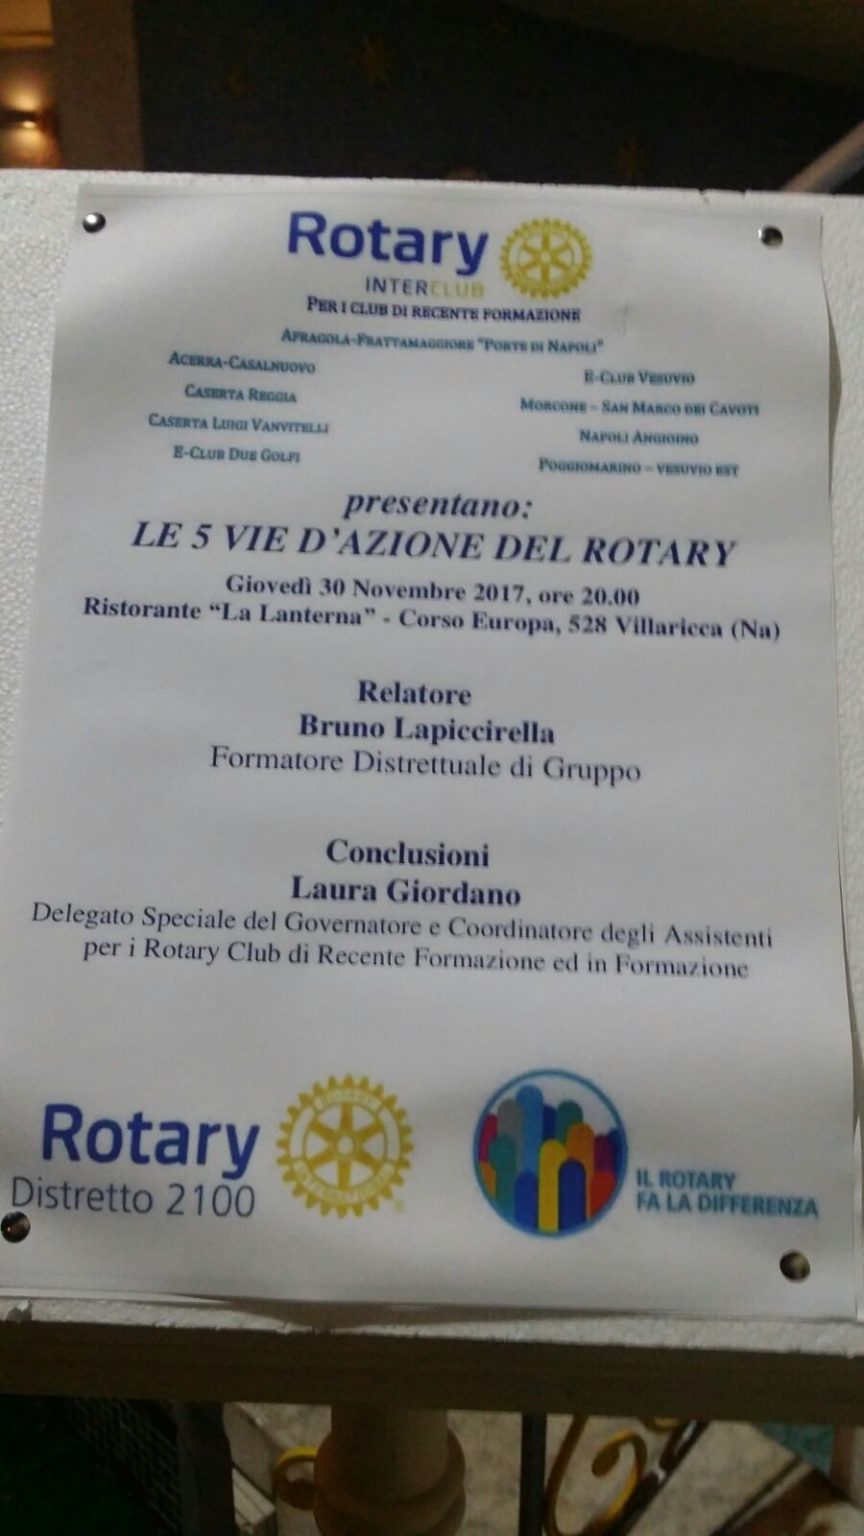 Rotary
INTERCLUB
PER I CLUB DI RECENTE FORMAZIONE
AFRAGOLA-FRATTAMAGGIORE "PORTE DI NAPOLI"
ACERRA-CASALNUOVO
E-CLUB VESUVIO
CASERTA REGGIA
MORCONE - SAN MARCO DEI CAVOTI
CASERTA LUIGI VANVITELLI
NAPOLI ANGIOINO
E-CLUB DUE GOLFI
POGGIOMARINO - VESUVIO EST
presentano:
LE 5 VIE D'AZIONE DEL ROTARY
Giovedì 30 Novembre 2017, ore 20.00
Ristorante "La Lanterna" - Corso Europa, 528 Villaricca (Na)
Relatore
Bruno Lapiccirella
Formatore Distrettuale di Gruppo
Conclusioni
Laura Giordano
Delegato Speciale del Governatore e Coordinatore degli Assistenti
per i Rotary Club di Recente Formazione ed in Formazione
Rotary
Distretto 2100
IL ROTARY
FA LA DIFFERENZA